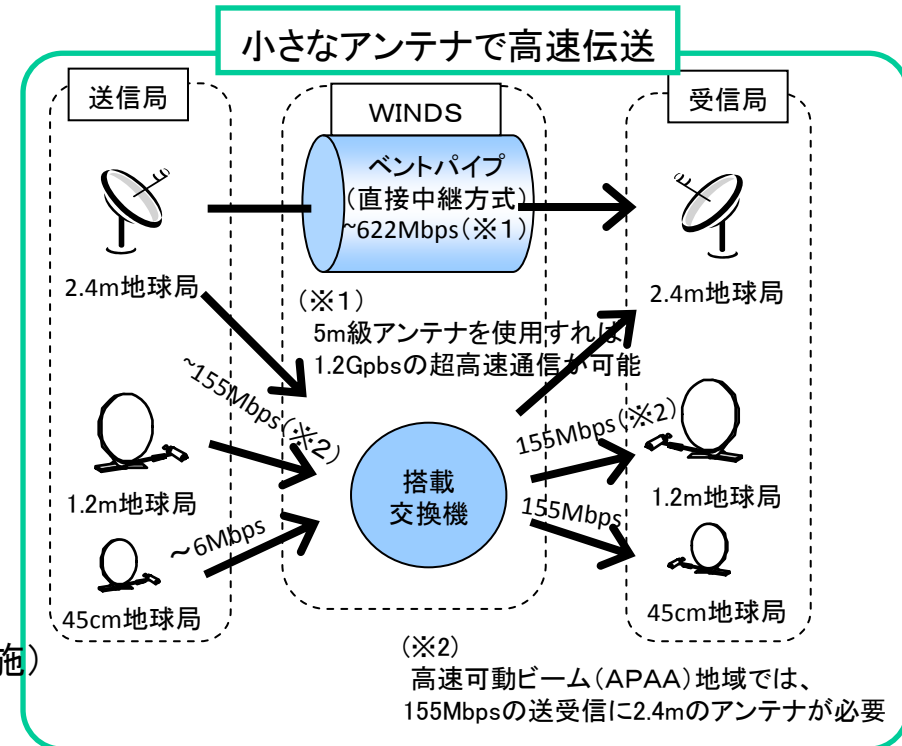 小さなアンテナで高速伝送
送信局
WINDS
受信局
ベントパイプ
(直接中継方式
~622Mbps(※1)
2.4m地球局
2.4m地球局
(※1)
5m級アンテナを使用すれは
1.2Gpbsの超高速通信が可能
~155Mbps(※2)
155Mbps(※2)
搭載
交換機
1.2m地球局
1.2m地球局
155Mbps
~6Mbps
45cm地球局
45cm地球局
施)
(※2)
高速可動ビーム(APAA)地域では、
155Mbpsの送受信に2.4mのアンテナが必要